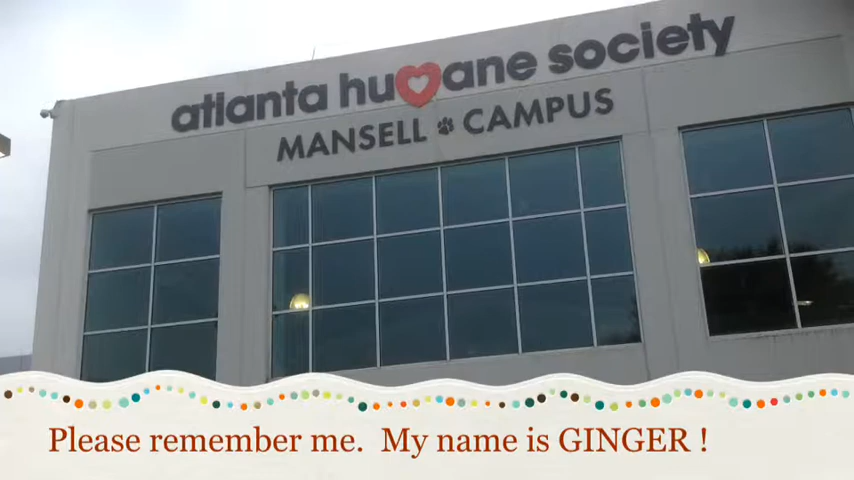 atlanta humane society
MANSELL CAMPUS
Please remember me. My name is GINGER !